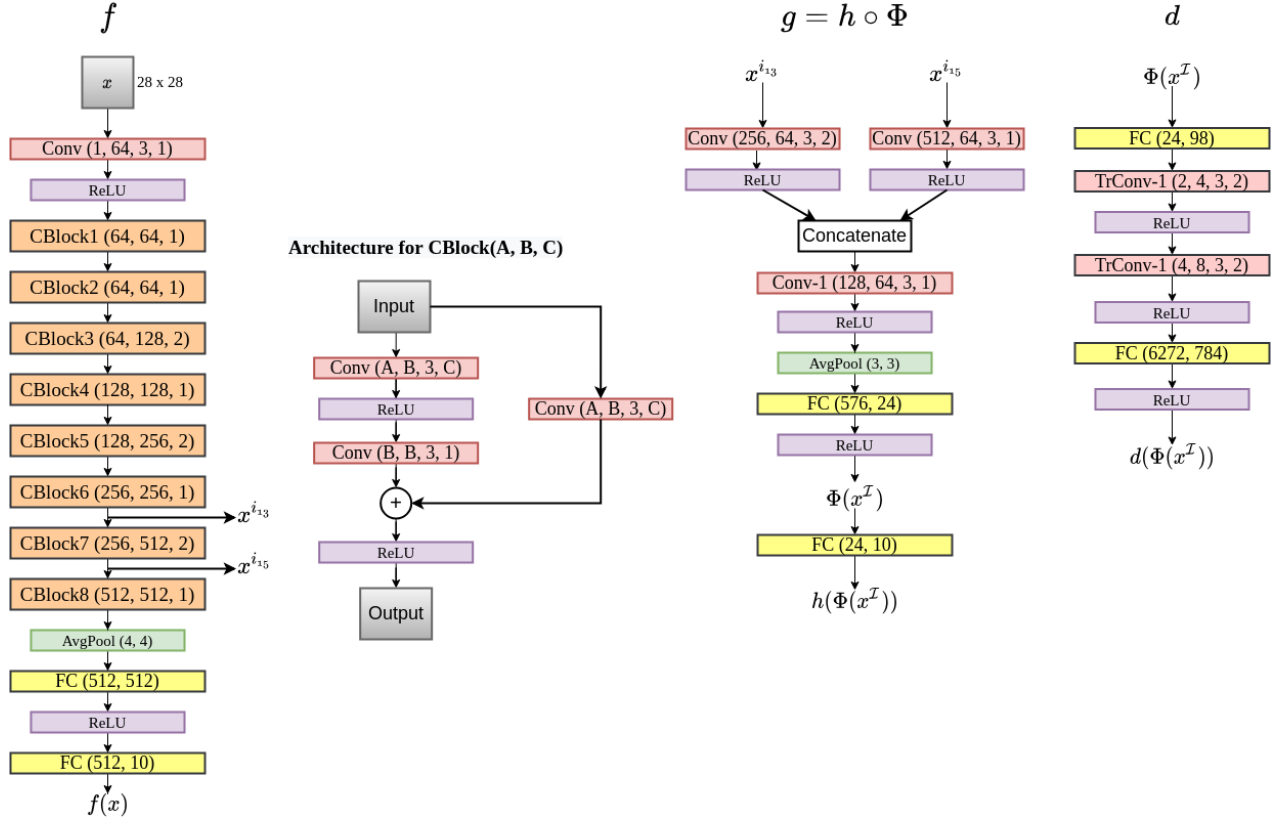 f
x
28 x 28
Conv (1, 64, 3, 1)
ReLU
CBlock1 (64, 64, 1)
CBlock2 (64, 64, 1)
CBlock3 (64, 128, 2)
CBlock4 (128, 128, 1)
CBlock5 (128, 256, 2)
CBlock6 (256, 256, 1)
x^{i_{13}}
CBlock7 (256, 512, 2)
x^{i_{15}}
CBlock8 (512, 512, 1)
AvgPool (4, 4)
FC (512, 512)
ReLU
FC (512, 10)
f(x)
Architecture for CBlock(A, B, C)
Input
Conv (A, B, 3, C)
ReLU
Conv (A, B, 3, C)
Conv (B, B, 3, 1)
+
ReLU
Output
g = h ∘ Φ
x^{i_{13}}
x^{i_{15}}
Conv (256, 64, 3, 2)
Conv (512, 64, 3, 1)
ReLU
ReLU
Concatenate
Conv-1 (128, 64, 3, 1)
ReLU
AvgPool (3, 3)
FC (576, 24)
ReLU
Φ(x^ℐ)
FC (24, 10)
h(Φ(x^ℐ))
d
Φ(x^ℐ)
FC (24, 98)
TrConv-1 (2, 4, 3, 2)
ReLU
TrConv-1 (4, 8, 3, 2)
ReLU
FC (6272, 784)
ReLU
d(Φ(x^ℐ))